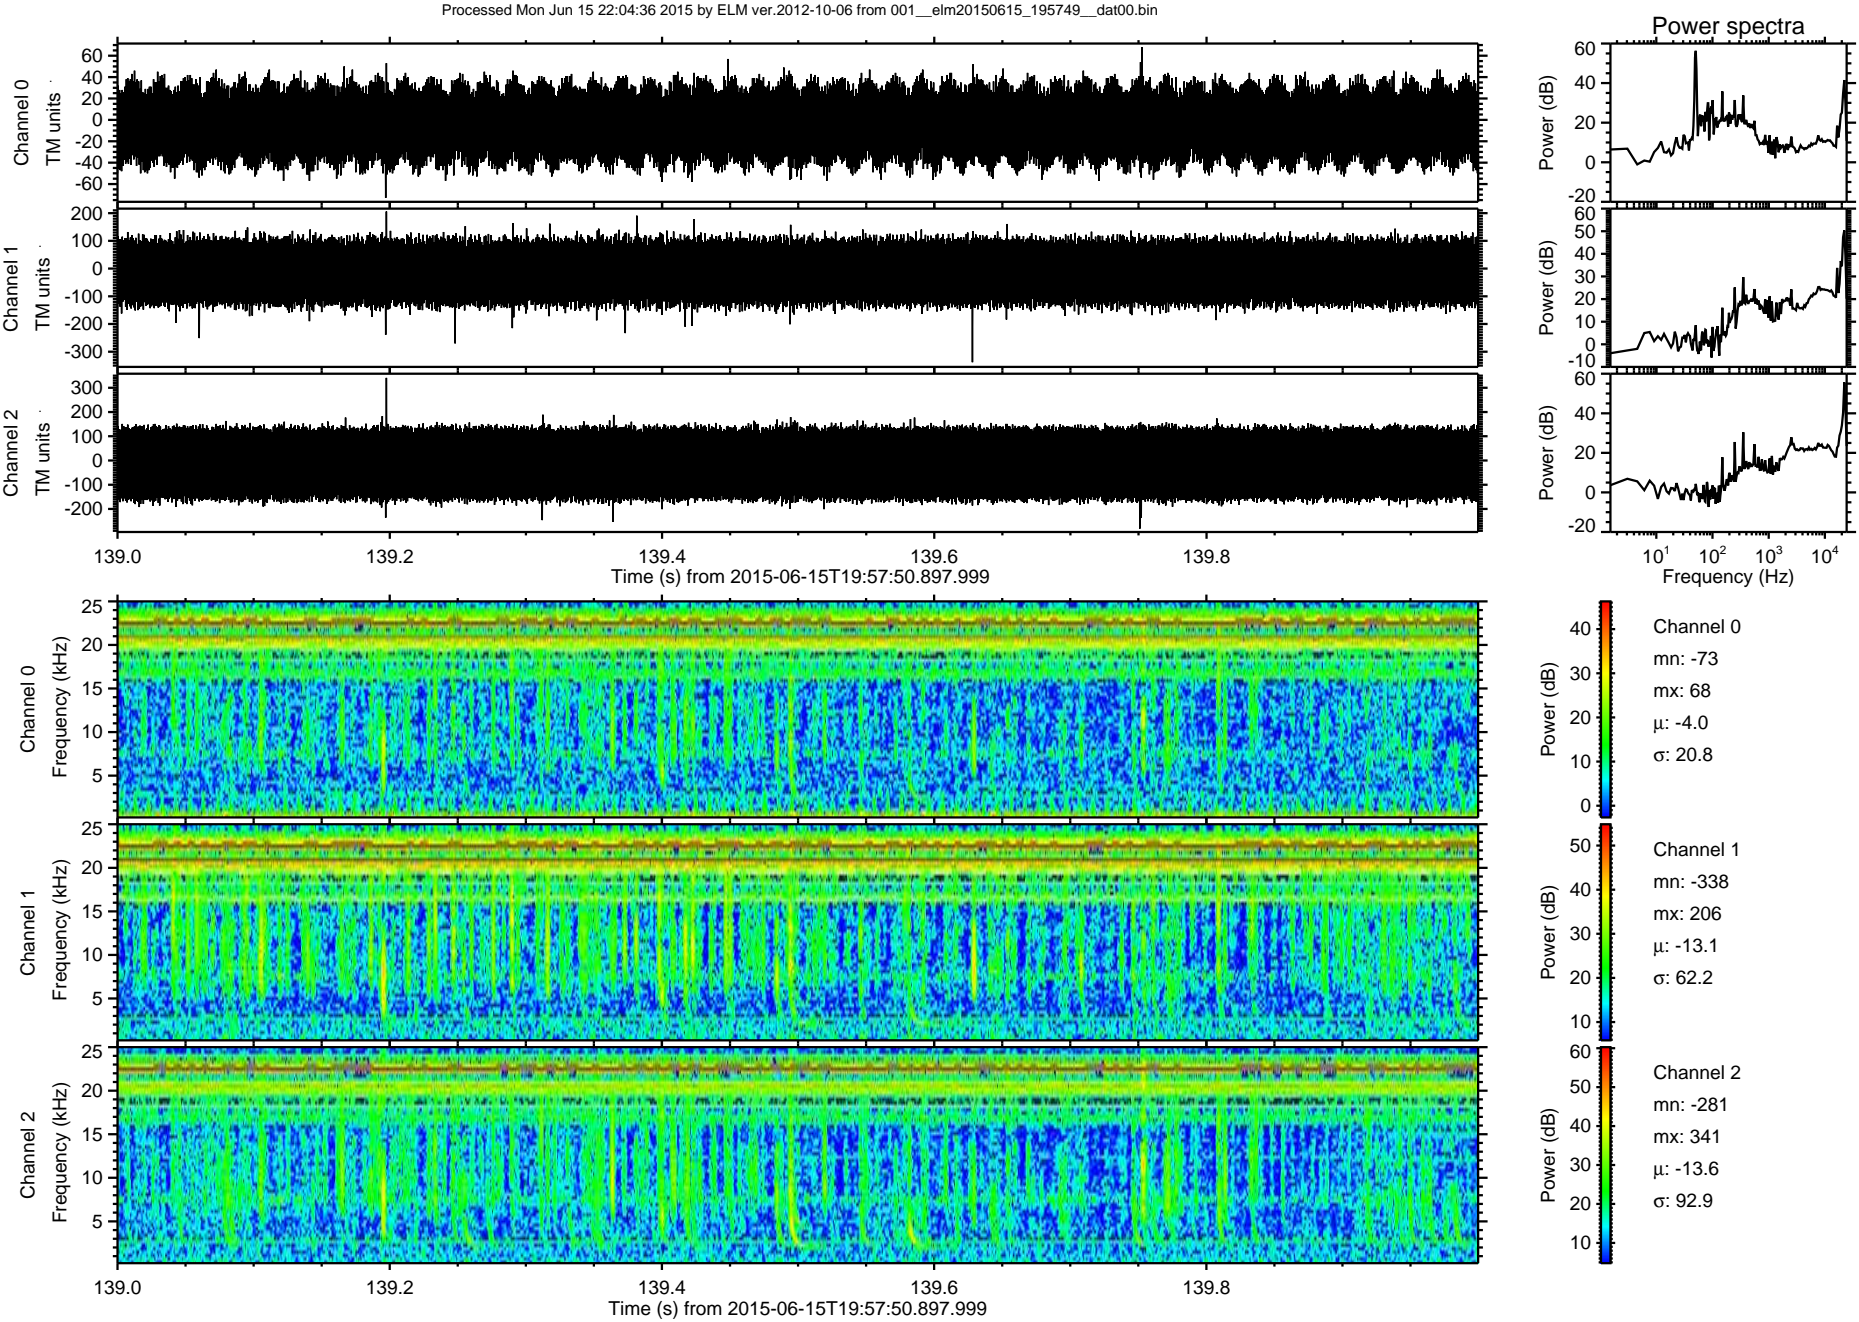 Processed Mon Jun 15 22:04:36 2015 by ELM ver.2012-10-06 from 001__elm20150615_195749__dat00.bin
Power spectra
Channel 0
TM units
60
40
20
0
-20
-40
-60
Power (dB)
60
40
20
0
-20
Channel 1
TM units
200
100
0
-100
-200
-300
Power (dB)
60
50
40
30
20
10
0
-10
Channel 2
TM units
300
200
100
0
-100
-200
Power (dB)
60
40
20
0
-20
139.0 139.2 139.4 139.6 139.8
Time (s) from 2015-06-15T19:57:50.897.999
10¹ 10² 10³ 10⁴
Frequency (Hz)
Channel 0
Frequency (kHz)
25
20
15
10
5
Power (dB)
40
30
20
10
0
Channel 0
mn: -73
mx: 68
μ: -4.0
σ: 20.8
Channel 1
Frequency (kHz)
25
20
15
10
5
Power (dB)
50
40
30
20
10
Channel 1
mn: -338
mx: 206
μ: -13.1
σ: 62.2
Channel 2
Frequency (kHz)
25
20
15
10
5
Power (dB)
60
50
40
30
20
10
Channel 2
mn: -281
mx: 341
μ: -13.6
σ: 92.9
139.0 139.2 139.4 139.6 139.8
Time (s) from 2015-06-15T19:57:50.897.999